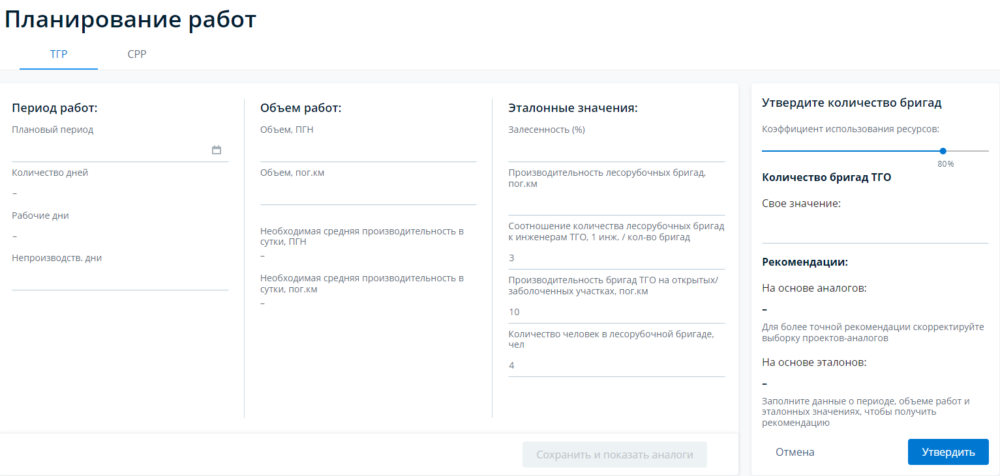 Планирование работ
ТГР
СРР
Период работ:
Плановый период
Количество дней
–
Рабочие дни
–
Непроизводств. дни
Объем работ:
Объем, ПГН
Объем, пог.км
Необходимая средняя производительность в
сутки, ПГН
–
Необходимая средняя производительность в
сутки, пог.км
–
Эталонные значения:
Залесенность (%)
Производительность лесорубочных бригад,
пог.км
Соотношение количества лесорубочных бригад
к инженерам ТГО, 1 инж. / кол-во бригад
3
Производительность бригад ТГО на открытых/
заболоченных участках, пог.км
10
Количество человек в лесорубочной бригаде,
чел
4
Сохранить и показать аналоги
Утвердите количество бригад
Коэффициент использования ресурсов:
80%
Количество бригад ТГО
Свое значение:
Рекомендации:
На основе аналогов:
–
Для более точной рекомендации скорректируйте
выборку проектов-аналогов
На основе эталонов:
–
Заполните данные о периоде, объеме работ и
эталонных значениях, чтобы получить
рекомендацию
Отмена
Утвердить